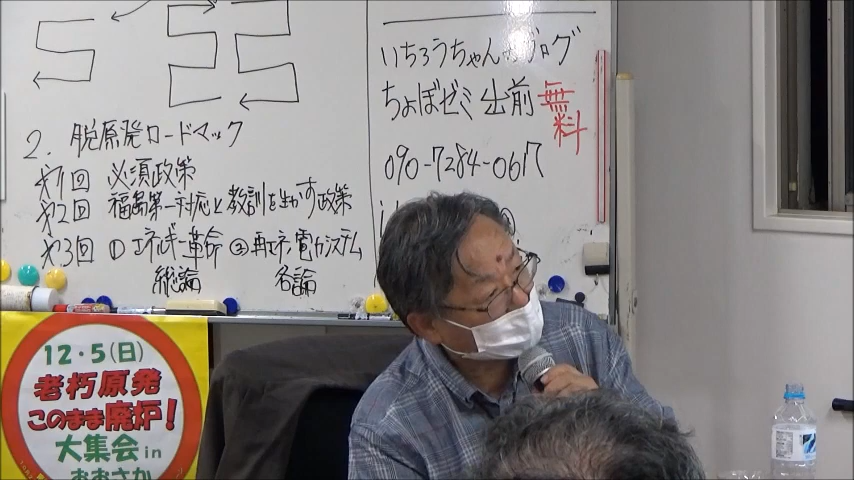 2. 脱原発ロードマップ
第1回 必須政策
第2回 福島第一対応と教訓を生かす政策
第3回 ① エネルギー革命 ② 再エネ、電力システム
総論 各論
いちろうちゃんのブログ
ちょぼゼミ 出前 無料
090-7284-0617
12・5(日)
老朽原発
このまま廃炉!
大集会 in
おおさか